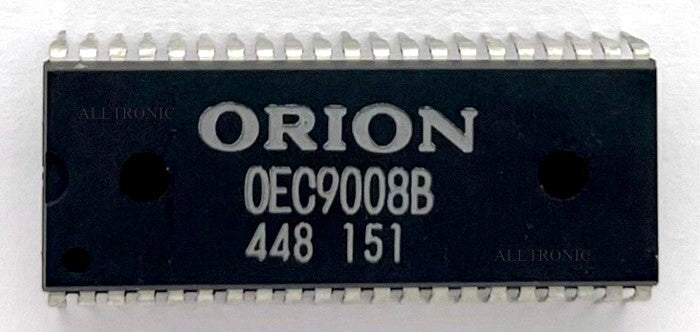 ALLTRONIC
ORION
OEC9008B
448 151
ALLTRONIC